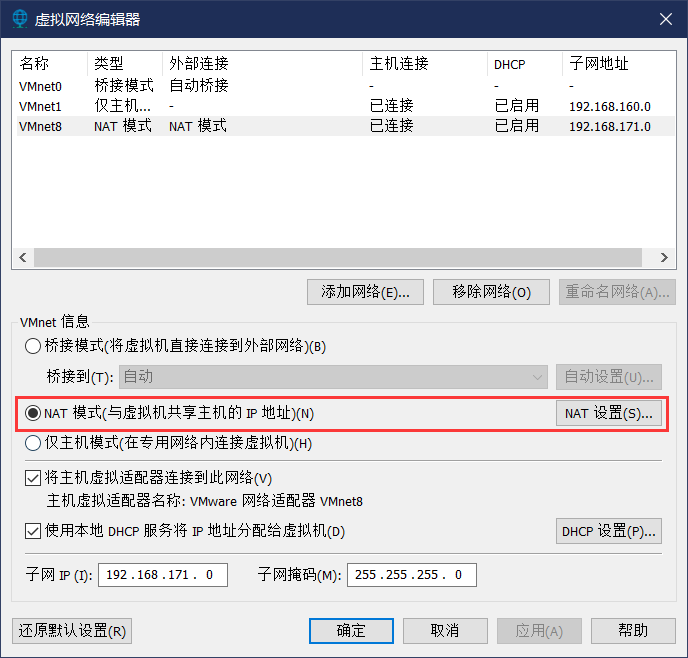 虚拟网络编辑器
名称 类型 外部连接 主机连接 DHCP 子网地址
VMnet0 桥接模式 自动桥接 - - -
VMnet1 仅主机... - 已连接 已启用 192.168.160.0
VMnet8 NAT 模式 NAT 模式 已连接 已启用 192.168.171.0
添加网络(E)... 移除网络(O) 重命名网络(A)...
VMnet 信息
桥接模式(将虚拟机直接连接到外部网络)(B)
桥接到(T): 自动 自动设置(U)...
NAT 模式(与虚拟机共享主机的 IP 地址)(N) NAT 设置(S)...
仅主机模式(在专用网络内连接虚拟机)(H)
将主机虚拟适配器连接到此网络(V)
主机虚拟适配器名称: VMware 网络适配器 VMnet8
使用本地 DHCP 服务将 IP 地址分配给虚拟机(D) DHCP 设置(P)...
子网 IP (I): 192 .168 .171 . 0 子网掩码(M): 255 .255 .255 . 0
还原默认设置(R) 确定 取消 应用(A) 帮助